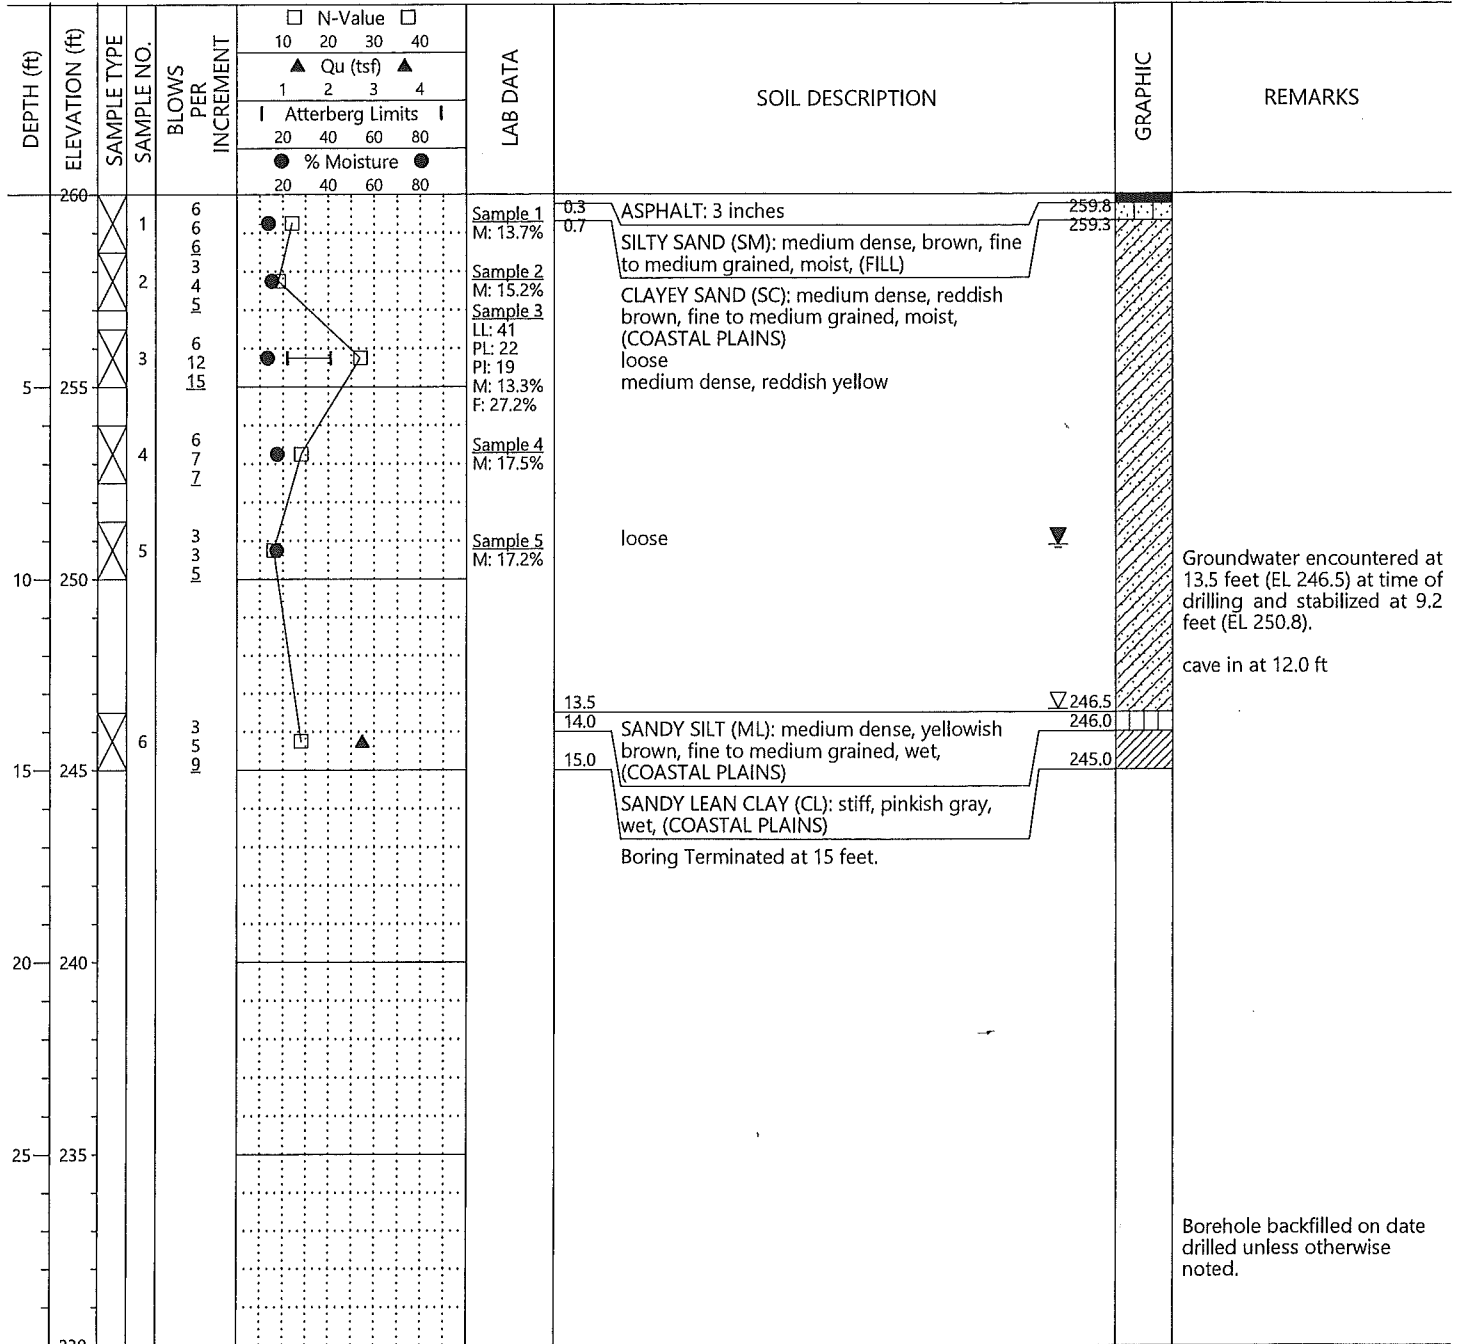 DEPTH (ft)
ELEVATION (ft)
SAMPLE TYPE
SAMPLE NO.
BLOWS
PER
INCREMENT
N-Value
10 20 30 40
Qu (tsf)
1 2 3 4
Atterberg Limits
20 40 60 80
% Moisture
20 40 60 80
LAB DATA
SOIL DESCRIPTION
GRAPHIC
REMARKS
260
1
6
6
6
Sample 1
M: 13.7%
0.3
0.7
ASPHALT: 3 inches
259.8
259.3
SILTY SAND (SM): medium dense, brown, fine
to medium grained, moist, (FILL)
2
3
4
5
Sample 2
M: 15.2%
CLAYEY SAND (SC): medium dense, reddish
brown, fine to medium grained, moist,
(COASTAL PLAINS)
loose
medium dense, reddish yellow
3
6
12
15
Sample 3
LL: 41
PL: 22
PI: 19
M: 13.3%
F: 27.2%
5
255
4
6
7
7
Sample 4
M: 17.5%
5
3
3
5
Sample 5
M: 17.2%
loose
10
250
Groundwater encountered at
13.5 feet (EL 246.5) at time of
drilling and stabilized at 9.2
feet (EL 250.8).
cave in at 12.0 ft
13.5
246.5
14.0
246.0
6
3
5
9
SANDY SILT (ML): medium dense, yellowish
brown, fine to medium grained, wet,
(COASTAL PLAINS)
15
245
15.0
245.0
SANDY LEAN CLAY (CL): stiff, pinkish gray,
wet, (COASTAL PLAINS)
Boring Terminated at 15 feet.
20
240
25
235
Borehole backfilled on date
drilled unless otherwise
noted.